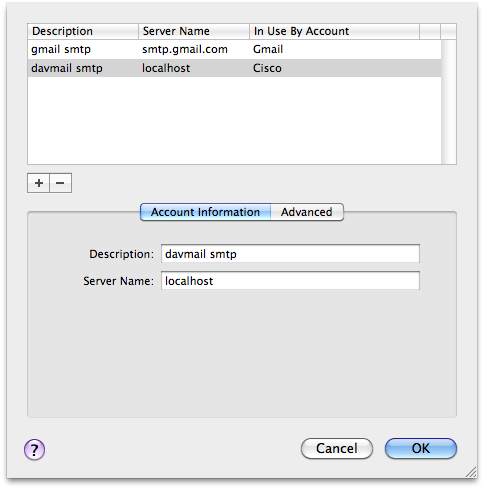 Description Server Name In Use By Account
gmail smtp smtp.gmail.com Gmail
davmail smtp localhost Cisco
+ −
Account Information Advanced
Description: davmail smtp
Server Name: localhost
? Cancel OK